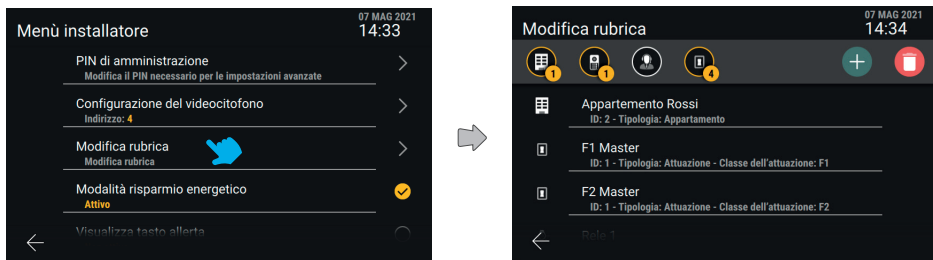 Menù installatore
07 MAG 2021
14:33
PIN di amministrazione
Modifica il PIN necessario per le impostazioni avanzate
Configurazione del videocitofono
Indirizzo: 4
Modifica rubrica
Modifica rubrica
Modalità risparmio energetico
Attivo
Visualizza tasto allerta
Modifica rubrica
07 MAG 2021
14:34
1
1
4
Appartemento Rossi
ID: 2 - Tipologia: Appartamento
F1 Master
ID: 1 - Tipologia: Attuazione - Classe dell'attuazione: F1
F2 Master
ID: 1 - Tipologia: Attuazione - Classe dell'attuazione: F2
Rele 1